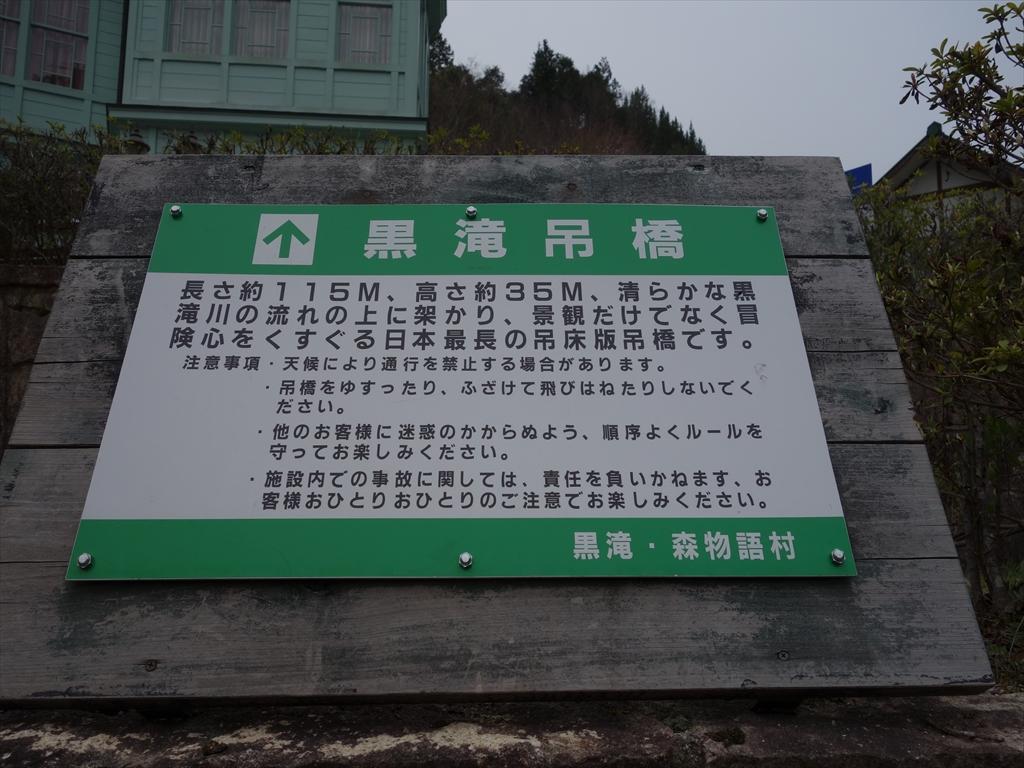 ↑ 黒滝吊橋
長さ約115M、高さ約35M、清らかな黒
滝川の流れの上に架かり、景観だけでなく冒
険心をくすぐる日本最長の吊床版吊橋です。
注意事項・天候により通行を禁止する場合があります。
・吊橋をゆすったり、ふざけて飛びはねたりしないでく
ださい。
・他のお客様に迷惑のかからぬよう、順序よくルールを
守ってお楽しみください。
・施設内での事故に関しては、責任を負いかねます、お
客様おひとりおひとりのご注意でお楽しみください。
黒滝・森物語村